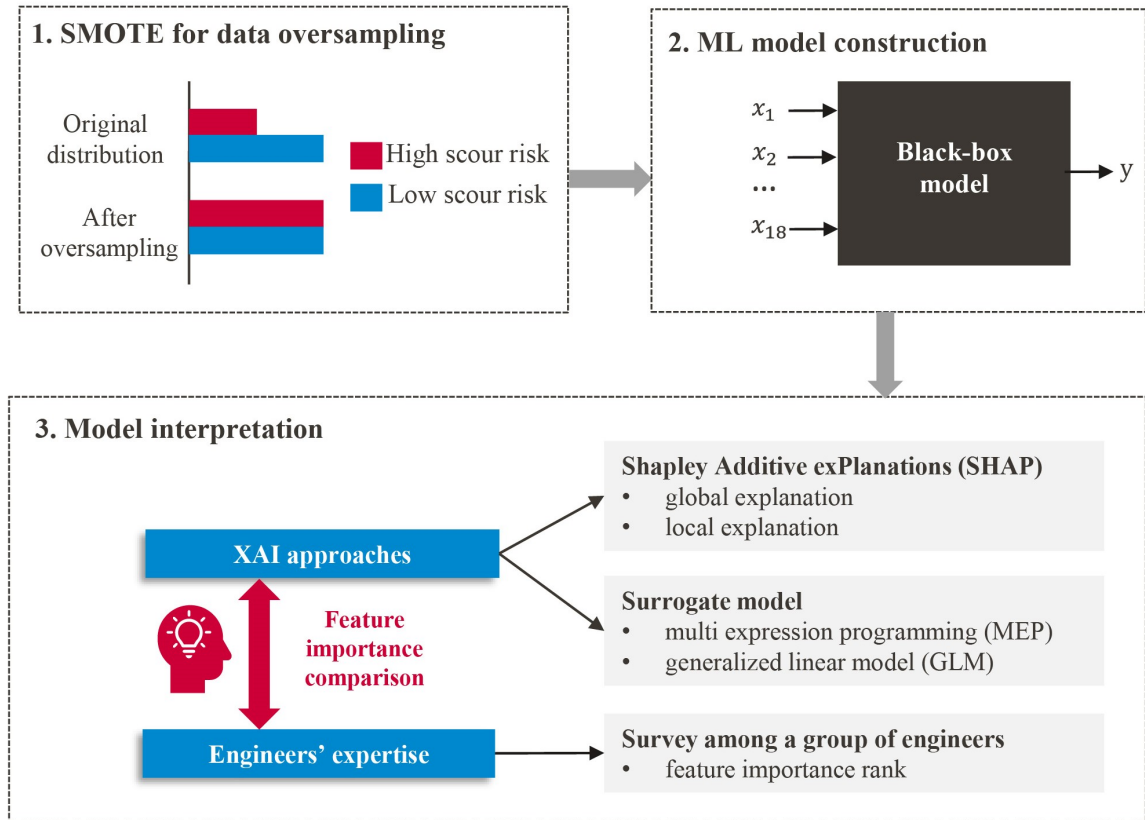 1. SMOTE for data oversampling
Original
distribution
After
oversampling
High scour risk
Low scour risk
2. ML model construction
x₁
x₂
...
x₁₈
Black-box
model
y
3. Model interpretation
XAI approaches
Feature
importance
comparison
Engineers’ expertise
Shapley Additive exPlanations (SHAP)
• global explanation
• local explanation
Surrogate model
• multi expression programming (MEP)
• generalized linear model (GLM)
Survey among a group of engineers
• feature importance rank